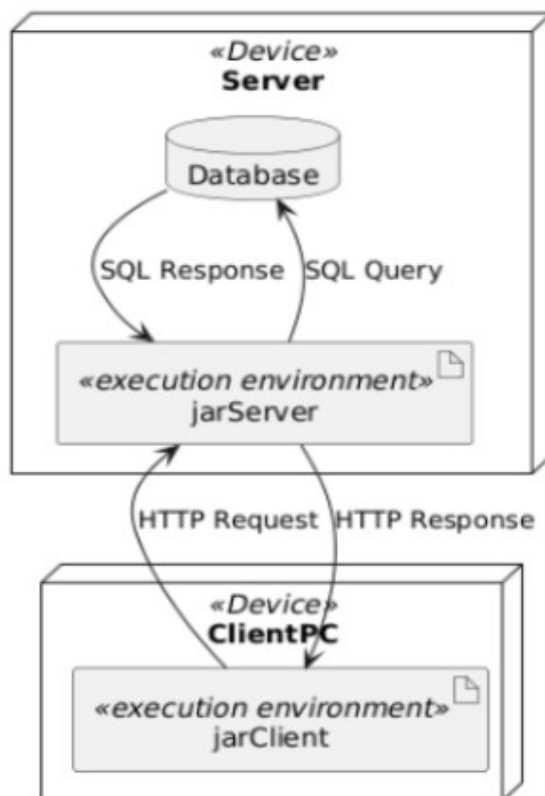 «Device»
Server
Database
SQL Response
SQL Query
«execution environment»
jarServer
HTTP Request
HTTP Response
«Device»
ClientPC
«execution environment»
jarClient